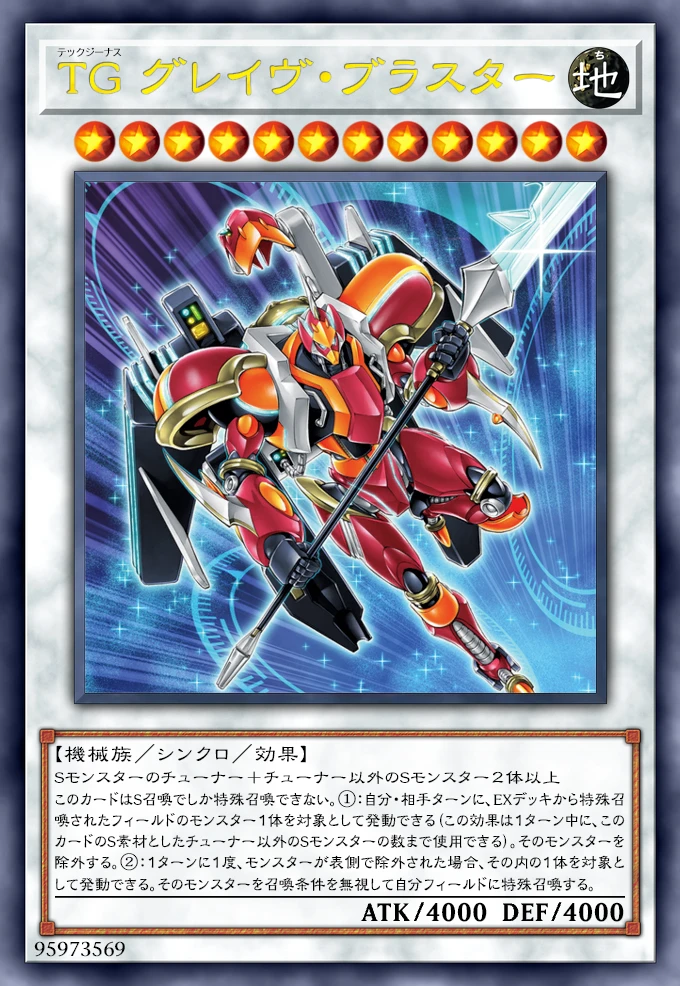 テックジーナス
TG グレイヴ・ブラスター
ち
地
【機械族／シンクロ／効果】
Sモンスターのチューナー＋チューナー以外のSモンスター２体以上
このカードはS召喚でしか特殊召喚できない。①：自分・相手ターンに、EXデッキから特殊召
喚されたフィールドのモンスター1体を対象として発動できる（この効果は1ターン中に、この
カードのS素材としたチューナー以外のSモンスターの数まで使用できる）。そのモンスターを
除外する。②：1ターンに1度、モンスターが表側で除外された場合、その内の1体を対象と
して発動できる。そのモンスターを召喚条件を無視して自分フィールドに特殊召喚する。
ATK/4000 DEF/4000
95973569